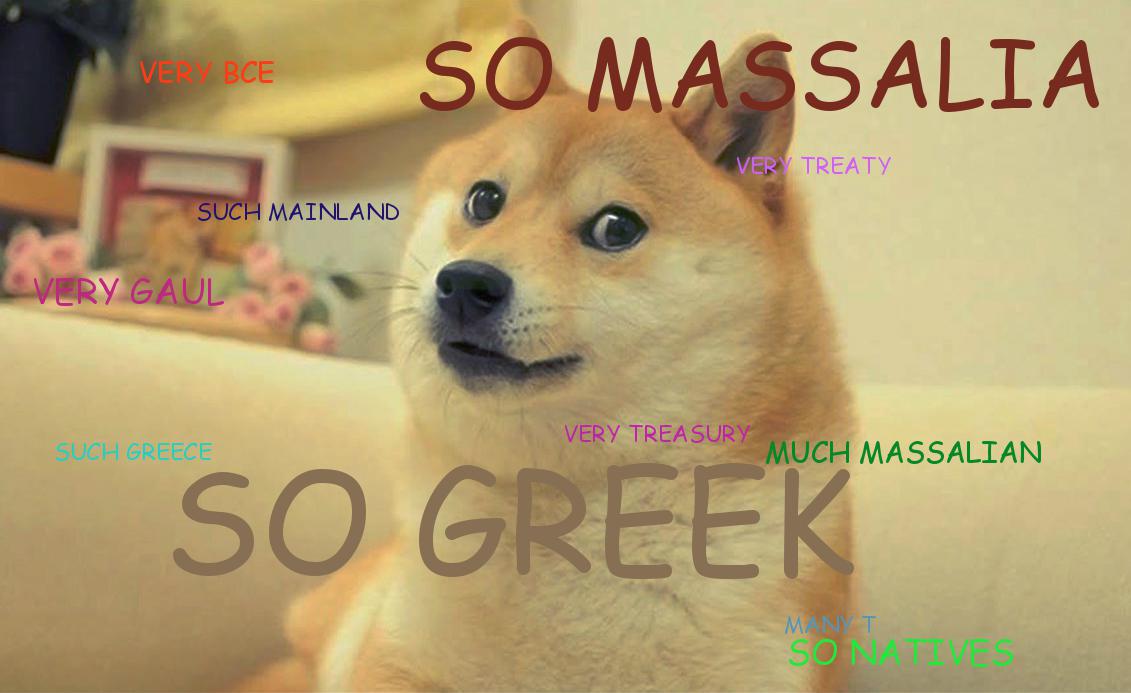 SO MASSALIA
VERY BCE
VERY TREATY
SUCH MAINLAND
VERY GAUL
VERY TREASURY
SUCH GREECE
MUCH MASSALIAN
SO GREEK
MANY T
SO NATIVES